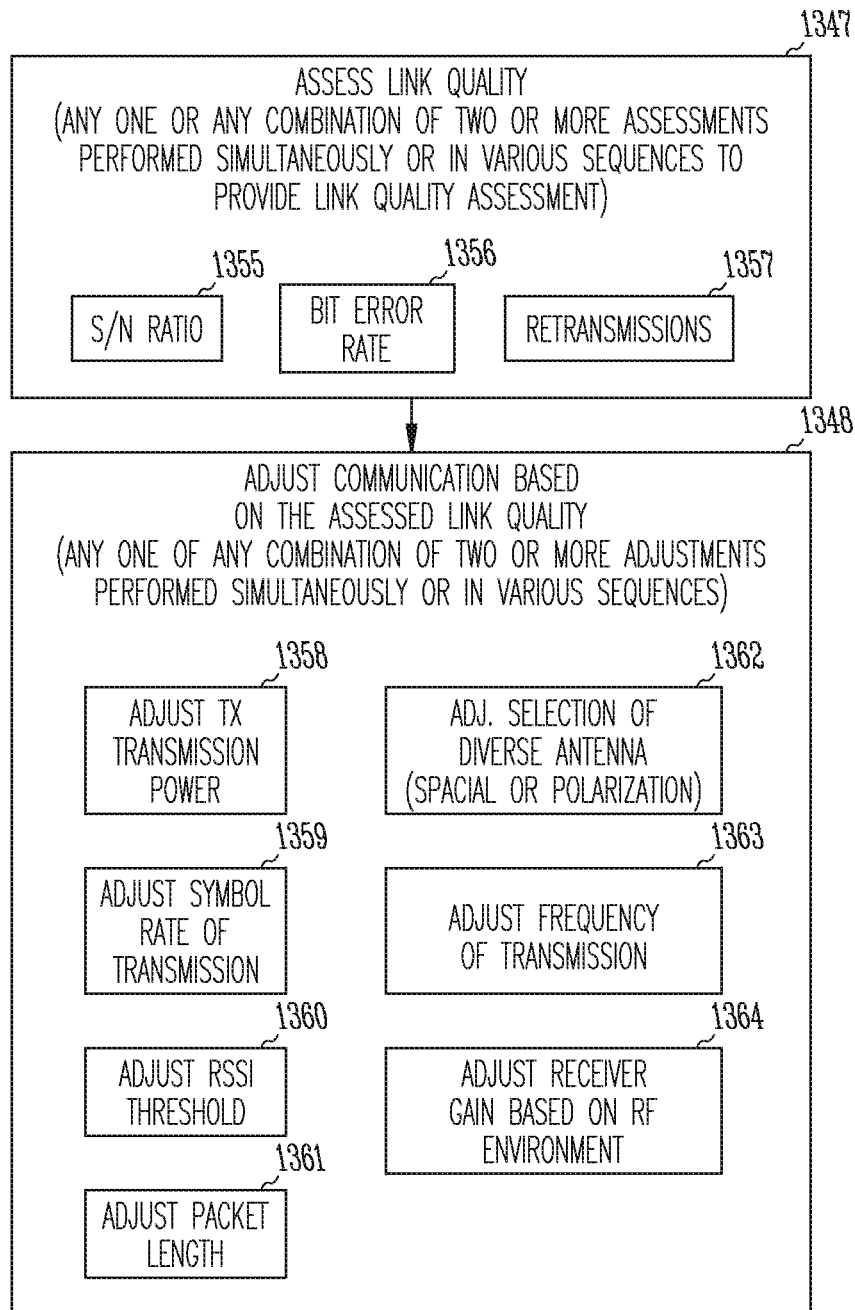 1347
ASSESS LINK QUALITY
(ANY ONE OR ANY COMBINATION OF TWO OR MORE ASSESSMENTS
PERFORMED SIMULTANEOUSLY OR IN VARIOUS SEQUENCES TO
PROVIDE LINK QUALITY ASSESSMENT)
1355
S/N RATIO
1356
BIT ERROR
RATE
1357
RETRANSMISSIONS
1348
ADJUST COMMUNICATION BASED
ON THE ASSESSED LINK QUALITY
(ANY ONE OF ANY COMBINATION OF TWO OR MORE ADJUSTMENTS
PERFORMED SIMULTANEOUSLY OR IN VARIOUS SEQUENCES)
1358
ADJUST TX
TRANSMISSION
POWER
1362
ADJ. SELECTION OF
DIVERSE ANTENNA
(SPACIAL OR POLARIZATION)
1359
ADJUST SYMBOL
RATE OF
TRANSMISSION
1363
ADJUST FREQUENCY
OF TRANSMISSION
1360
ADJUST RSSI
THRESHOLD
1364
ADJUST RECEIVER
GAIN BASED ON RF
ENVIRONMENT
1361
ADJUST PACKET
LENGTH